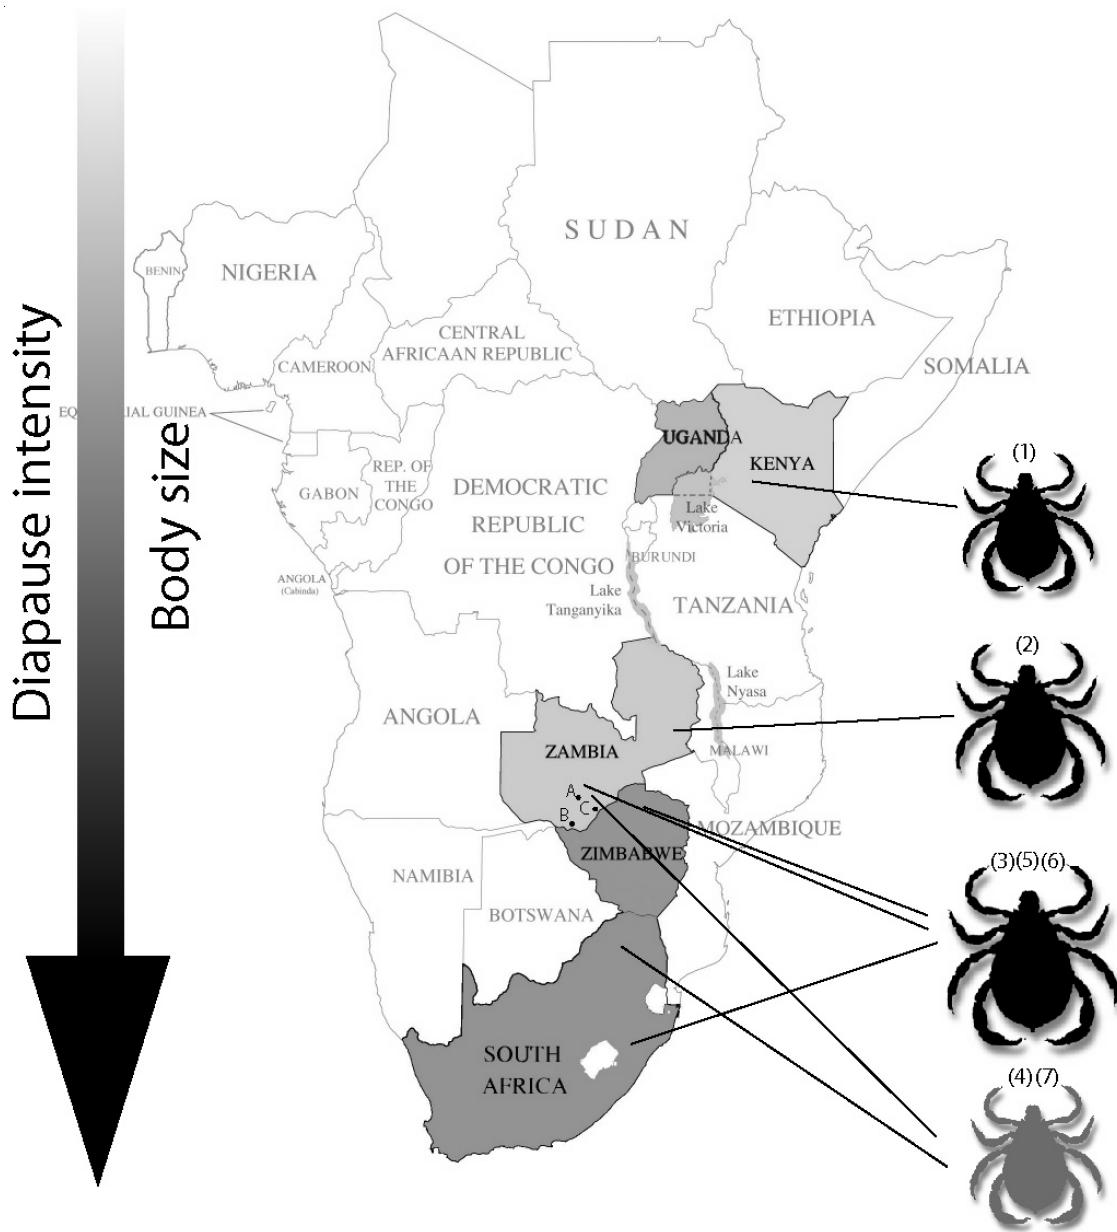 Diapause intensity
Body size
SUDAN
BENIN
NIGERIA
ETHIOPIA
CENTRAL
AFRICAAN REPUBLIC
CAMEROON
SOMALIA
RIAL GUINEA
UGANDA
KENYA
(1)
REP. OF
THE
CONGO
GABON
DEMOCRATIC
REPUBLIC
OF THE CONGO
Lake
Victoria
BURUNDI
ANGOLA
(Cabinda)
Lake
Tanganyika
TANZANIA
(2)
Lake
Nyasa
ANGOLA
ZAMBIA
MALAWI
A
B
C
MOZAMBIQUE
ZIMBABWE
(3)(5)(6)
NAMIBIA
BOTSWANA
SOUTH
AFRICA
(4)(7)